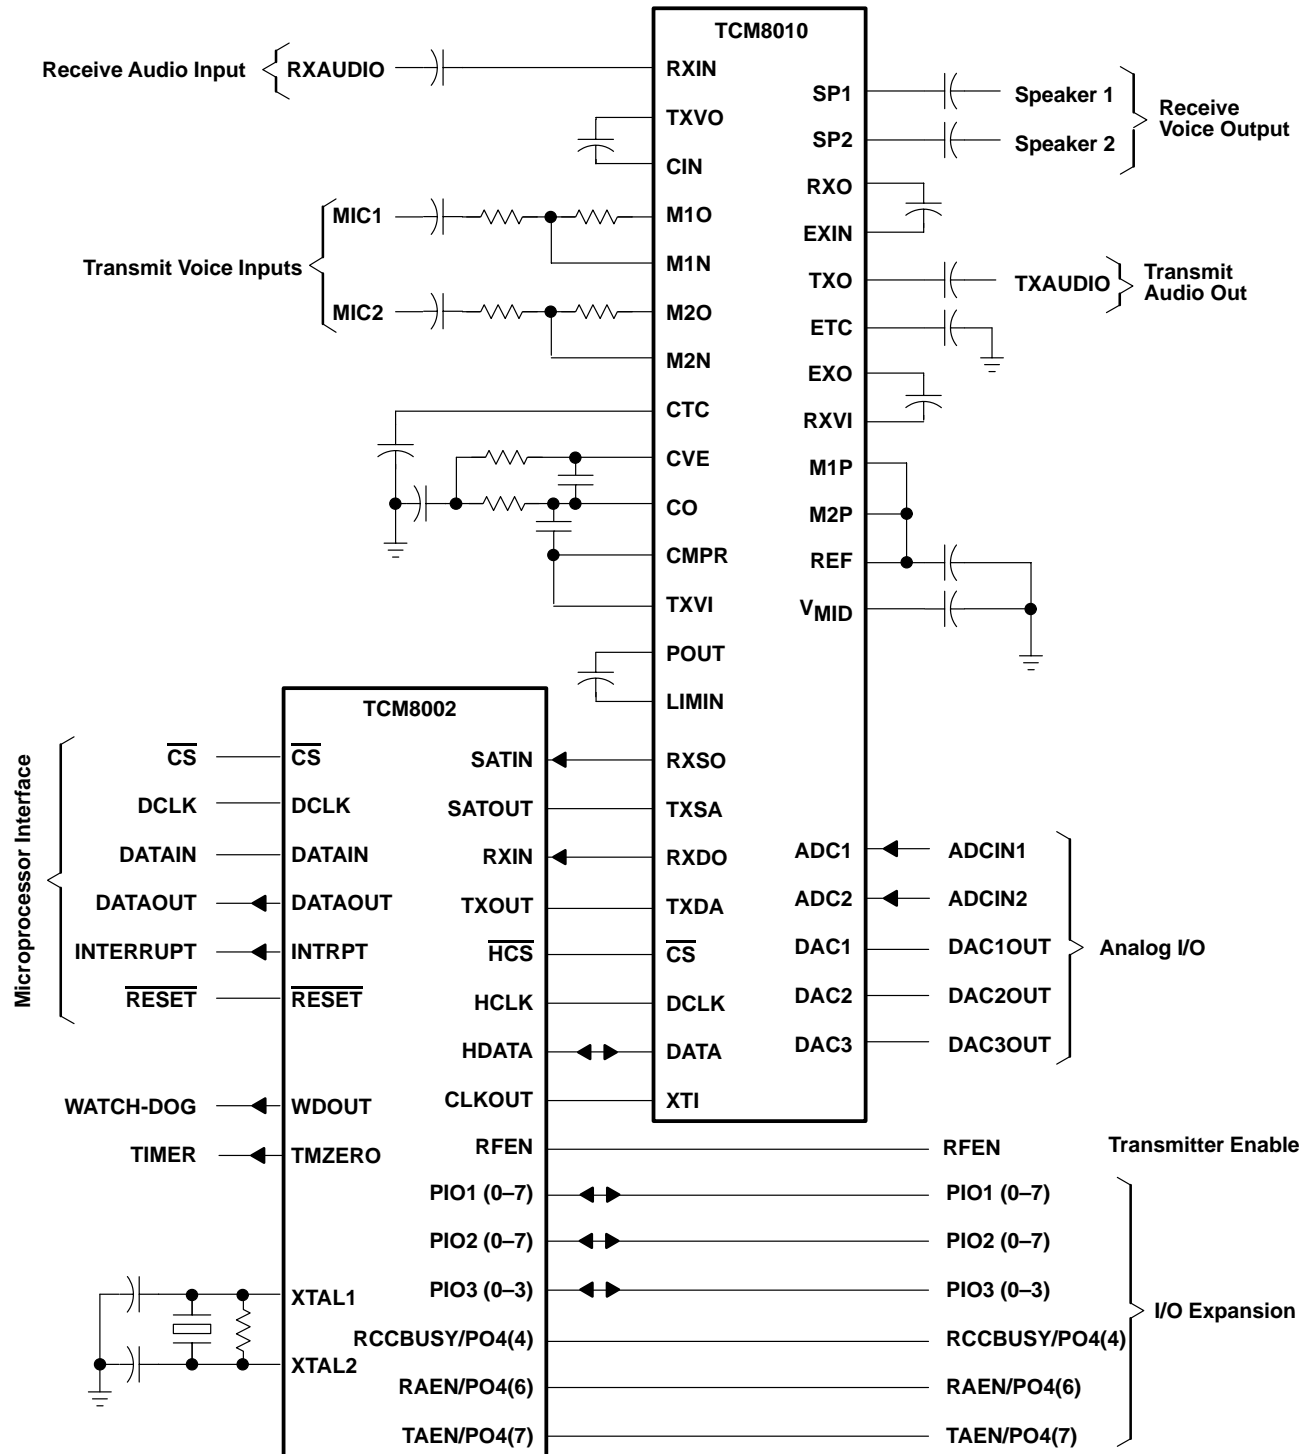 TCM8010
Receive Audio Input
RXAUDIO
RXIN
TXVO
CIN
MIC1
M1O
M1N
Transmit Voice Inputs
MIC2
M2O
M2N
CTC
CVE
CO
CMPR
TXVI
POUT
LIMIN
RXSO
TXSA
RXDO
TXDA
C̅S̅
DCLK
DATA
XTI
SP1
Speaker 1
SP2
Speaker 2
Receive
Voice Output
RXO
EXIN
TXO
TXAUDIO
Transmit
Audio Out
ETC
EXO
RXVI
M1P
M2P
REF
VMID
ADC1
ADCIN1
ADC2
ADCIN2
DAC1
DAC1OUT
DAC2
DAC2OUT
DAC3
DAC3OUT
Analog I/O
TCM8002
Microprocessor Interface
C̅S̅
C̅S̅
DCLK
DCLK
DATAIN
DATAIN
DATAOUT
DATAOUT
INTERRUPT
INTRPT
R̅E̅S̅E̅T̅
R̅E̅S̅E̅T̅
WATCH-DOG
WDOUT
TIMER
TMZERO
XTAL1
XTAL2
SATIN
SATOUT
RXIN
TXOUT
H̅C̅S̅
HCLK
HDATA
CLKOUT
RFEN
RFEN
Transmitter Enable
PIO1 (0–7)
PIO1 (0–7)
PIO2 (0–7)
PIO2 (0–7)
PIO3 (0–3)
PIO3 (0–3)
RCCBUSY/PO4(4)
RCCBUSY/PO4(4)
RAEN/PO4(6)
RAEN/PO4(6)
TAEN/PO4(7)
TAEN/PO4(7)
I/O Expansion